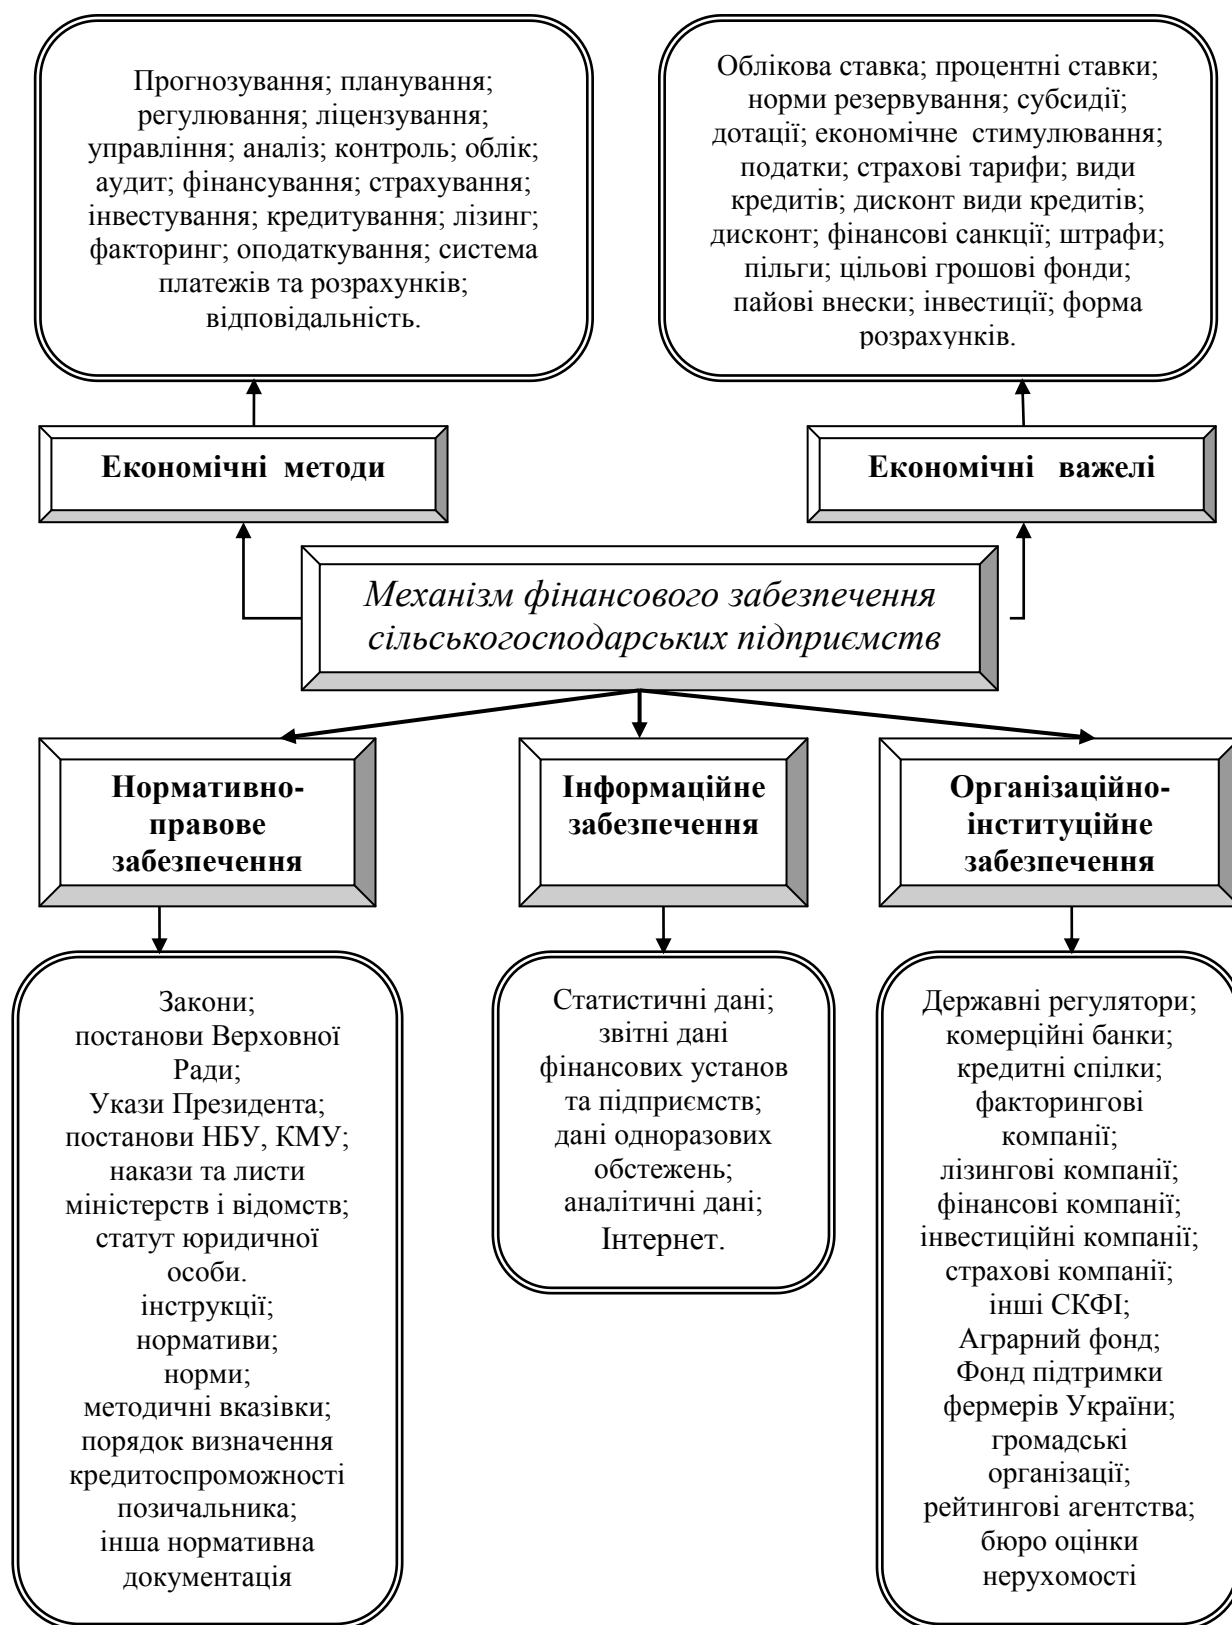 Прогнозування; планування;
регулювання; ліцензування;
управління; аналіз; контроль; облік;
аудит; фінансування; страхування;
інвестування; кредитування; лізинг;
факторинг; оподаткування; система
платежів та розрахунків;
відповідальність.
Облікова ставка; процентні ставки;
норми резервування; субсидії;
дотації; економічне стимулювання;
податки; страхові тарифи; види
кредитів; дисконт види кредитів;
дисконт; фінансові санкції; штрафи;
пільги; цільові грошові фонди;
пайові внески; інвестиції; форма
розрахунків.
Економічні методи
Економічні важелі
Механізм фінансового забезпечення
сільськогосподарських підприємств
Нормативно-
правове
забезпечення
Інформаційне
забезпечення
Організаційно-
інституційне
забезпечення
Закони;
постанови Верховної
Ради;
Укази Президента;
постанови НБУ, КМУ;
накази та листи
міністерств і відомств;
статут юридичної
особи.
інструкції;
нормативи;
норми;
методичні вказівки;
порядок визначення
кредитоспроможності
позичальника;
інша нормативна
документація
Статистичні дані;
звітні дані
фінансових установ
та підприємств;
дані одноразових
обстежень;
аналітичні дані;
Інтернет.
Державні регулятори;
комерційні банки;
кредитні спілки;
факторингові
компанії;
лізингові компанії;
фінансові компанії;
інвестиційні компанії;
страхові компанії;
інші СКФІ;
Аграрний фонд;
Фонд підтримки
фермерів України;
громадські
організації;
рейтингові агентства;
бюро оцінки
нерухомості